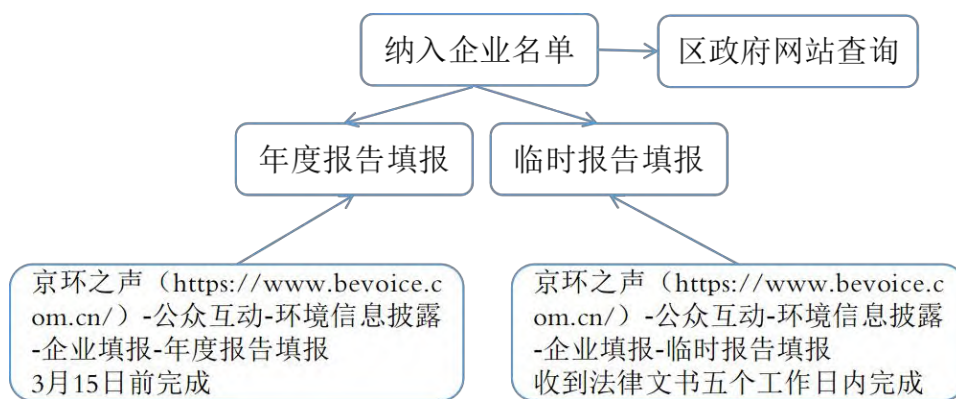 纳入企业名单
区政府网站查询
年度报告填报
临时报告填报
京环之声（https://www.bevoice.c
om.cn/）-公众互动-环境信息披露
-企业填报-年度报告填报
3月15日前完成
京环之声（https://www.bevoice.c
om.cn/）-公众互动-环境信息披露
-企业填报-临时报告填报
收到法律文书五个工作日内完成